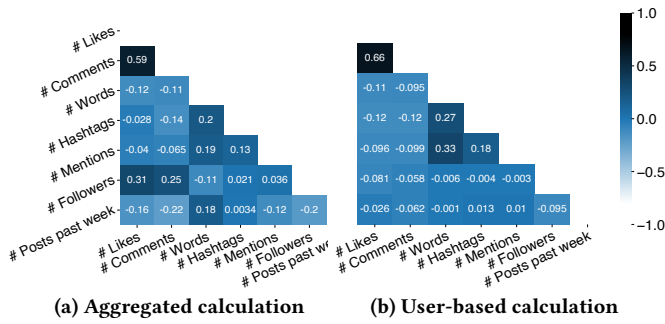 # Likes
# Comments
# Words
# Hashtags
# Mentions
# Followers
# Posts past week
0.59
-0.12 -0.11
-0.028 -0.14 0.2
-0.04 -0.065 0.19 0.13
0.31 0.25 -0.11 0.021 0.036
-0.16 -0.22 0.18 0.0034 -0.12 -0.2
# Likes
# Comments
# Words
# Hashtags
# Mentions
# Followers
# Posts past we
(a) Aggregated calculation
0.66
-0.11 -0.095
-0.12 -0.12 0.27
-0.096 -0.099 0.33 0.18
-0.081 -0.058 -0.006 -0.004 -0.003
-0.026 -0.062 -0.001 0.013 0.01 -0.095
# Likes
# Comments
# Words
# Hashtags
# Mentions
# Followers
# Posts past week
(b) User-based calculation
1.0
0.5
0.0
−0.5
−1.0